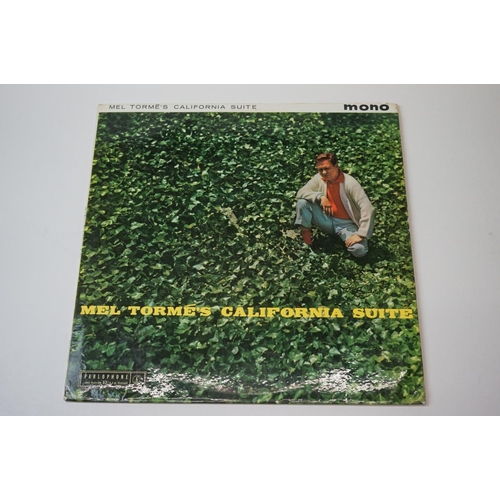 MEL TORMÉ'S CALIFORNIA SUITE
mono
MEL TORMÉ'S CALIFORNIA SUITE
PARLOPHONE